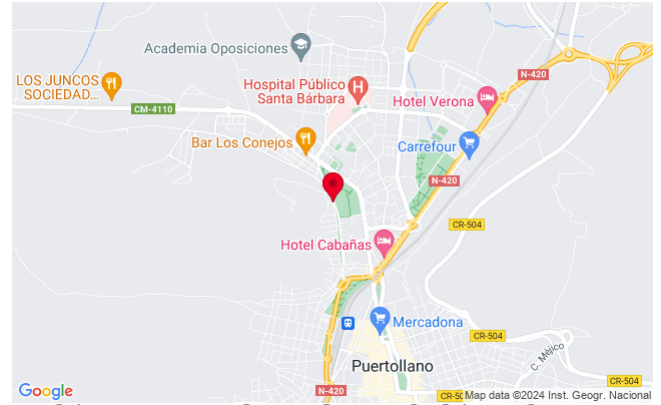 Academia Oposiciones
LOS JUNCOS
SOCIEDAD...
Hospital Público
Santa Bárbara
H
Hotel Verona
N-420
CM-4110
Bar Los Conejos
Carrefour
N-420
CR-504
Hotel Cabañas
Mercadona
CR-504
C. Méjico
Puertollano
CR-504
Google
N-420
Map data ©2024 Inst. Geogr. Nacional